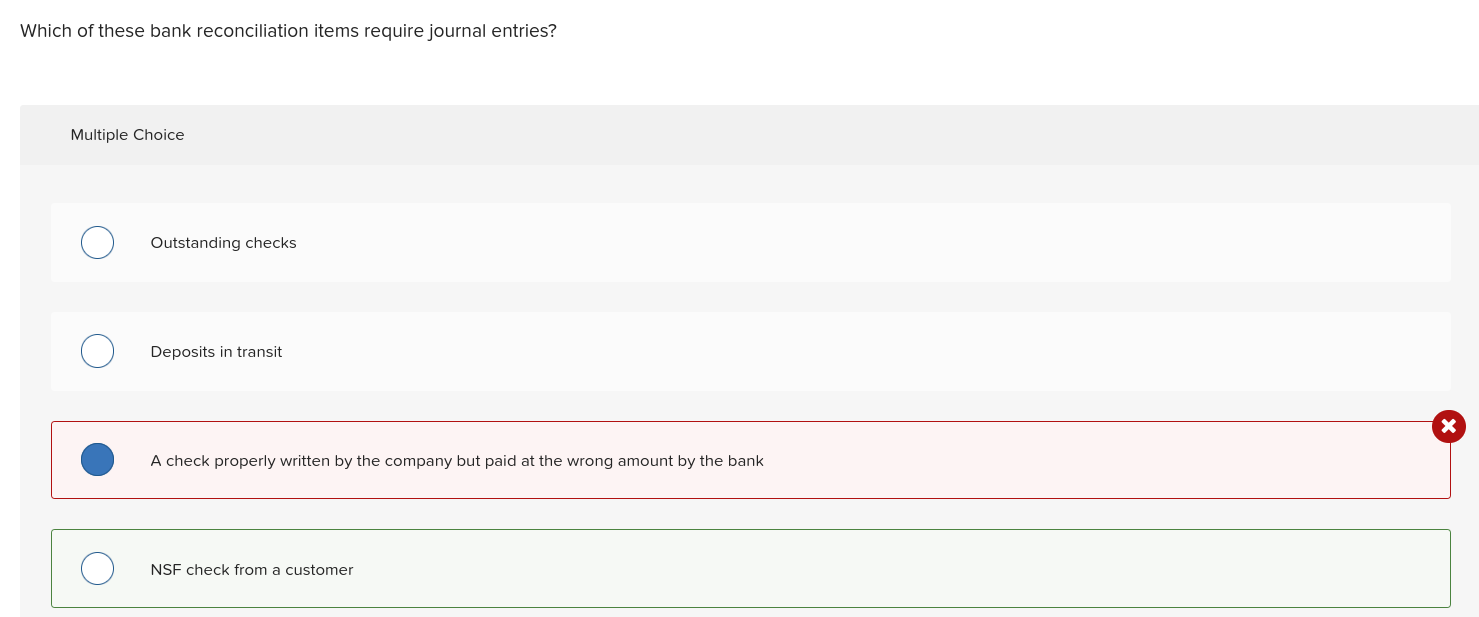 Which of these bank reconciliation items require journal entries?
Multiple Choice
Outstanding checks
Deposits in transit
A check properly written by the company but paid at the wrong amount by the bank
NSF check from a customer